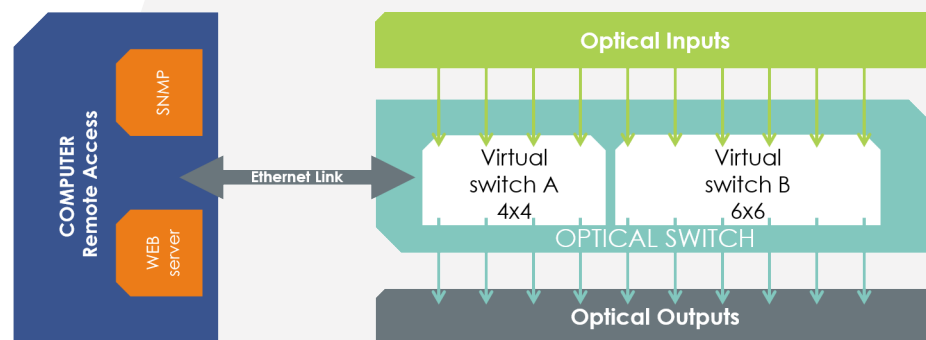 COMPUTER
Remote Access
SNMP
WEB
server
Ethernet Link
Optical Inputs
Virtual
switch A
4x4
Virtual
switch B
6x6
OPTICAL SWITCH
Optical Outputs